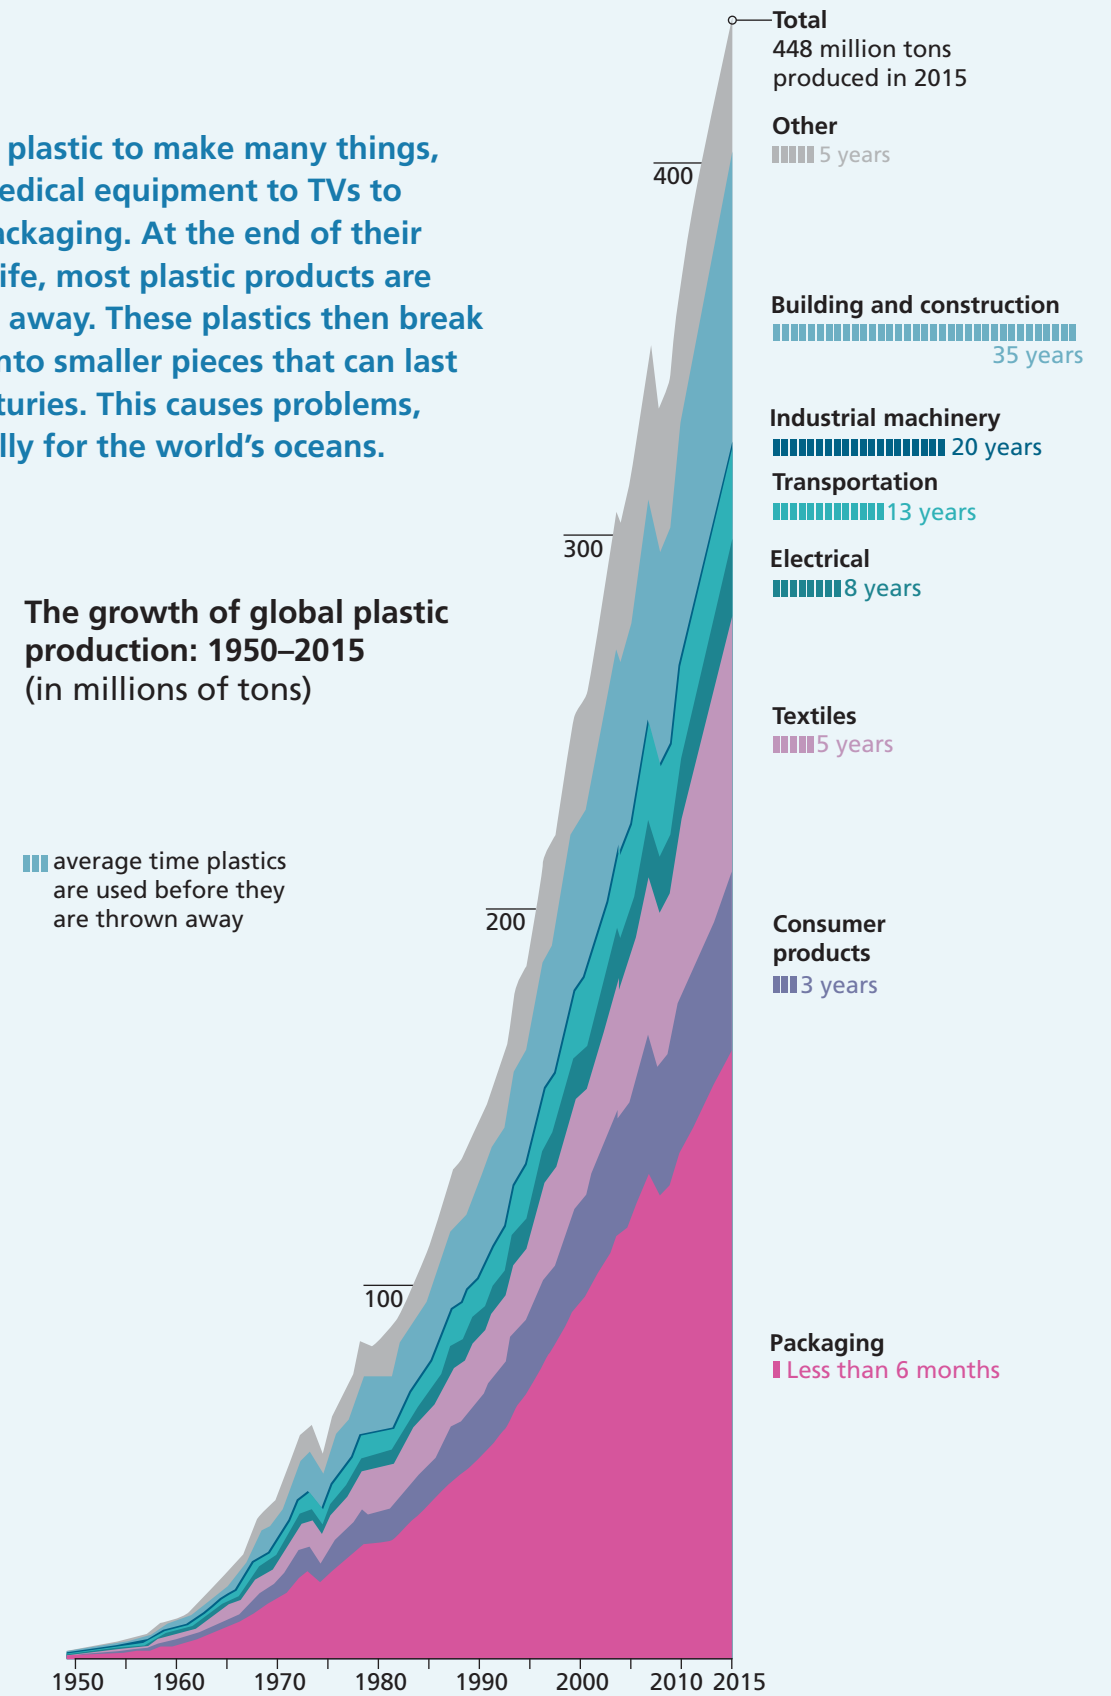 Total
448 million tons
produced in 2015
Other
5 years
plastic to make many things,
edical equipment to TVs to
ackaging. At the end of their
ife, most plastic products are
away. These plastics then break
nto smaller pieces that can last
turies. This causes problems,
lly for the world's oceans.
400
Building and construction
35 years
Industrial machinery
20 years
Transportation
13 years
300
Electrical
8 years
The growth of global plastic
production: 1950–2015
(in millions of tons)
Textiles
5 years
average time plastics
are used before they
are thrown away
200
Consumer
products
3 years
100
Packaging
Less than 6 months
1950 1960 1970 1980 1990 2000 2010 2015